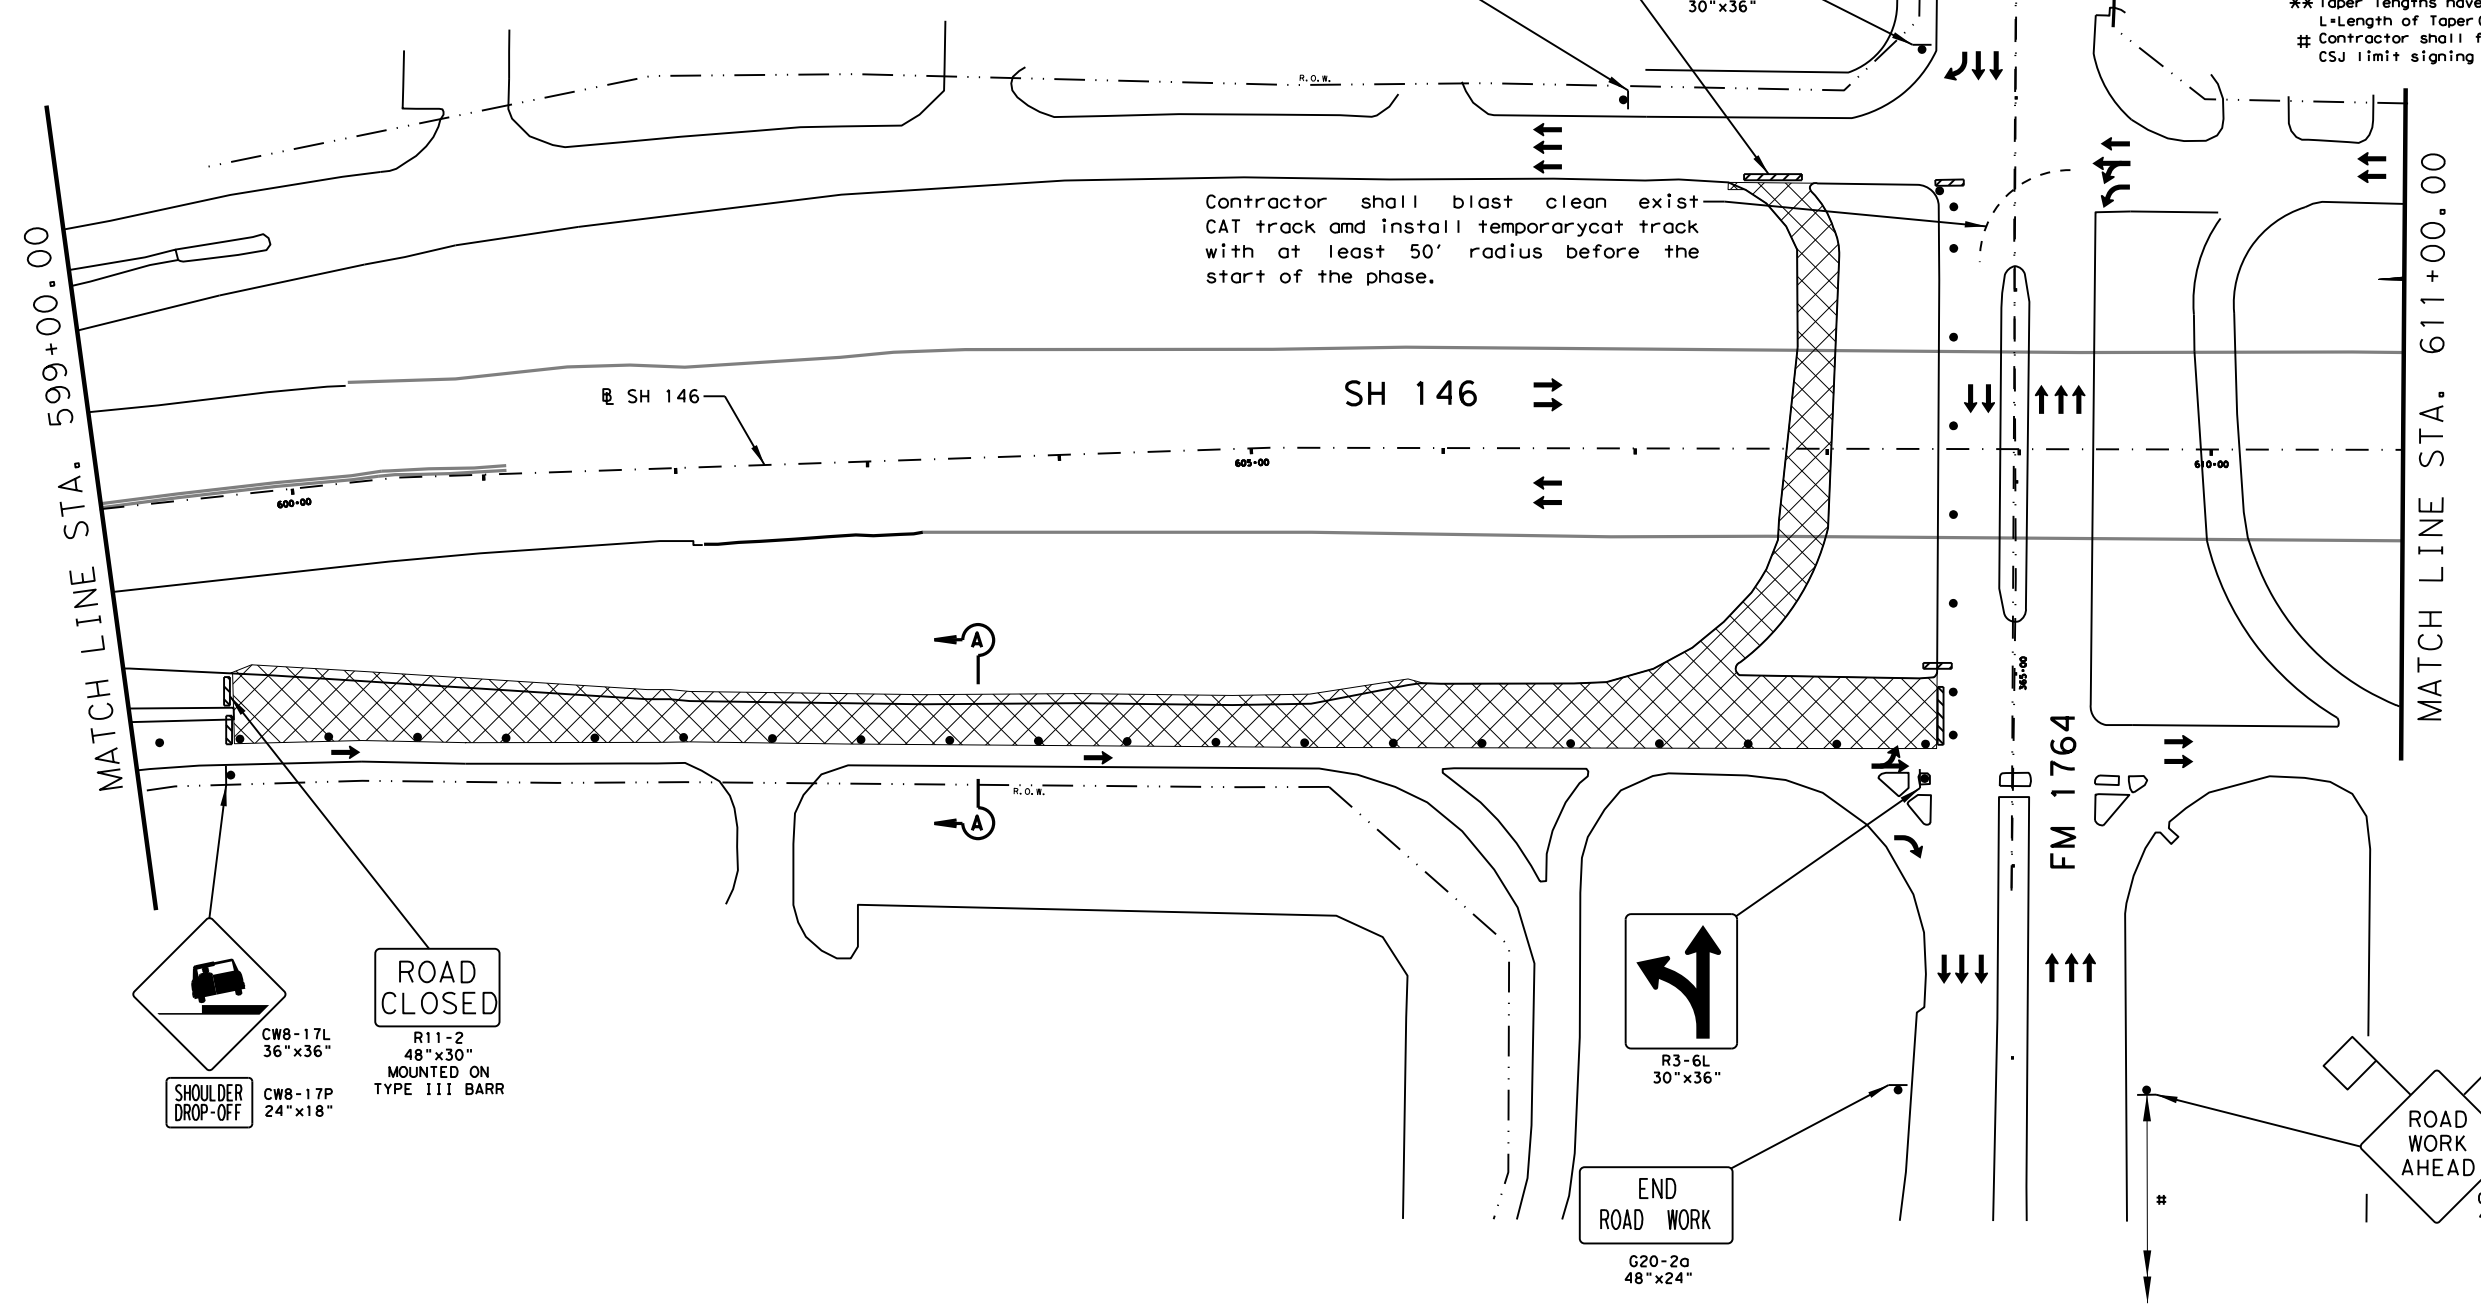 30"x36"
** Taper lengths have
L=Length of Taper
# Contractor shall f
CSJ limit signing
R.O.W.
Contractor shall blast clean exist
CAT track amd install temporarycat track
with at least 50' radius before the
start of the phase.
MATCH LINE STA. 599+00.00
MATCH LINE STA. 611+00.00
SH 146
SH 146
600+00
605+00
610+00
A
A
365+00
FM 1764
R.O.W.
ROAD
CLOSED
R11-2
48"x30"
MOUNTED ON
TYPE III BARR
CW8-17L
36"x36"
SHOULDER
DROP-OFF
CW8-17P
24"x18"
R3-6L
30"x36"
END
ROAD WORK
G20-2a
48"x24"
ROAD
WORK
AHEAD
#